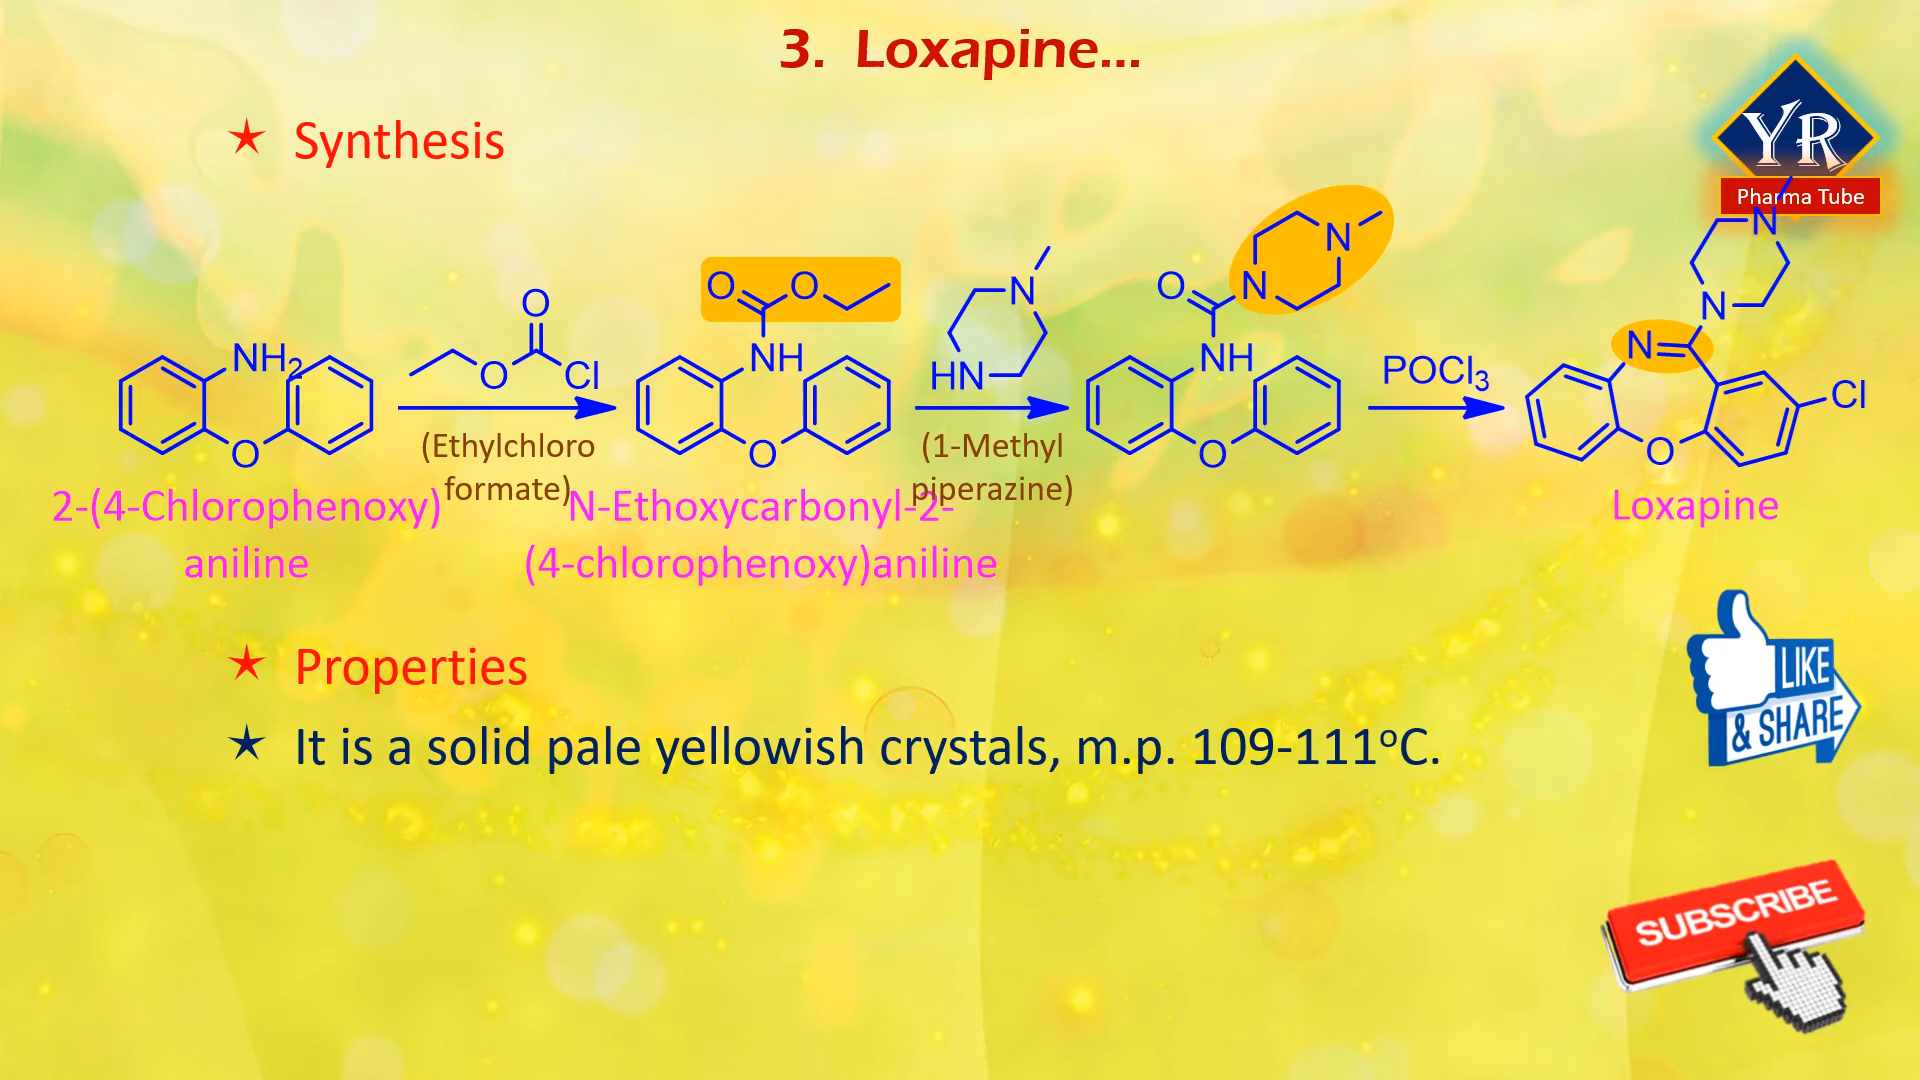 3. Loxapine...
YR
Pharma Tube
★ Synthesis
O
O
O
N
O
N
N
N
N
O
NH2
O
Cl
NH
HN
NH
POCl3
N
Cl
O
O
O
O
(Ethylchloro
formate)
(1-Methyl
piperazine)
2-(4-Chlorophenoxy)
aniline
N-Ethoxycarbonyl-2-
(4-chlorophenoxy)aniline
Loxapine
★ Properties
★ It is a solid pale yellowish crystals, m.p. 109-111ºC.
LIKE
& SHARE
SUBSCRIBE